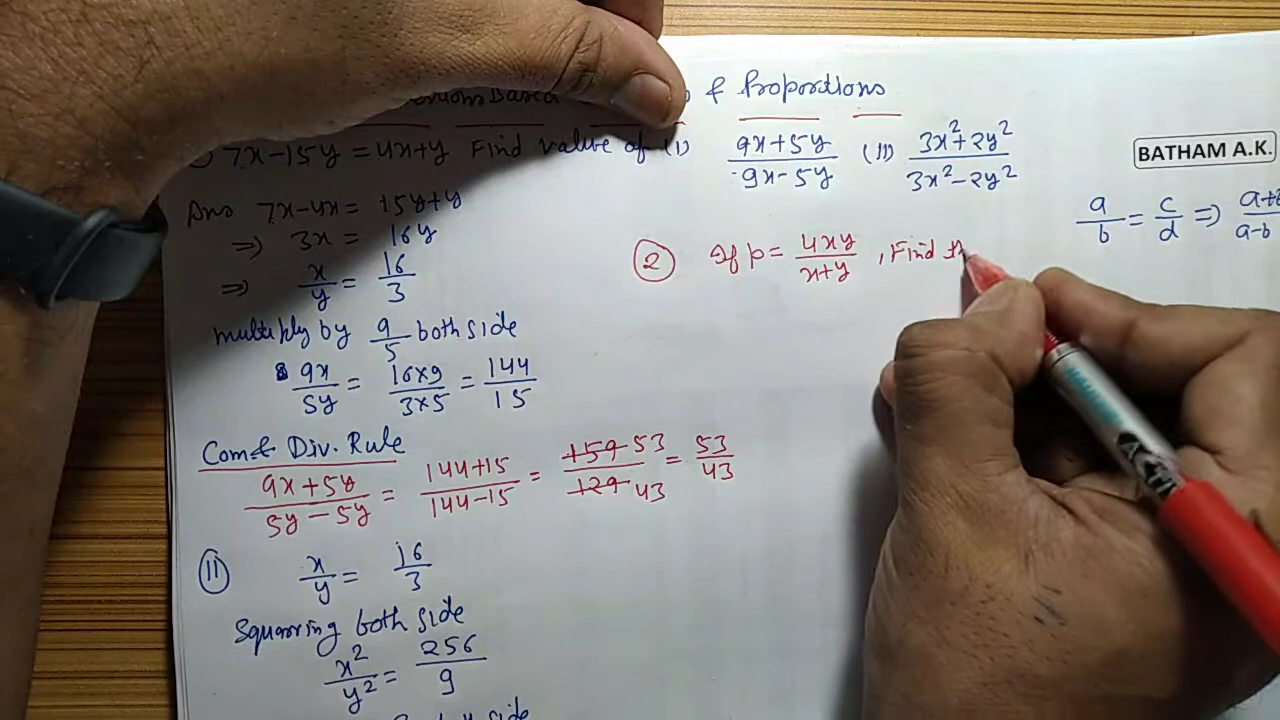 & Proportions
7x-15y = 4x+y Find value of (I) 9x+5y/9x-5y (II) 3x²+2y²/3x²-2y²
BATHAM A.K.
Ans 7x-4x = 15y+y
⇒ 3x = 16y
⇒ x/y = 16/3
multiply by 9/5 both side
9x/5y = 16×9/3×5 = 144/15
Com & Div. Rule
9x+5y/5y-5y = 144+15/144-15 = 159 53/129 43 = 53/43
(II) x/y = 16/3
Squaring both side
x²/y² = 256/9
side
(2) If p = 4xy/x+y , Find
a/b = c/d ⇒
a-b